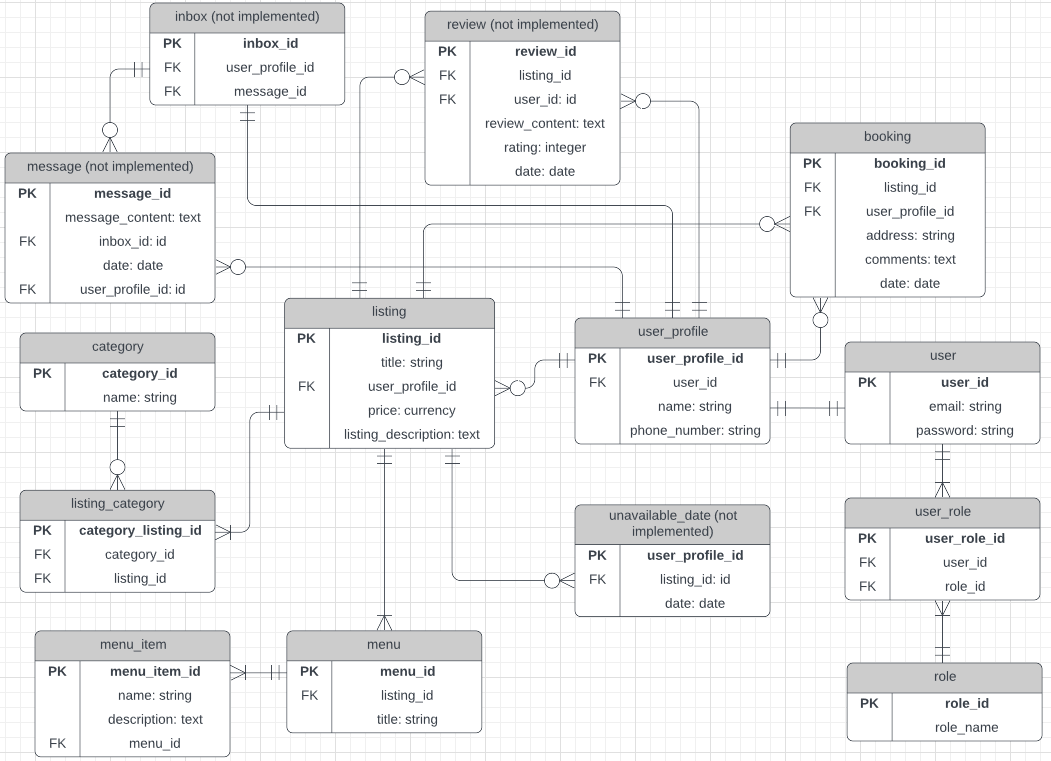 inbox (not implemented)
PK inbox_id
FK user_profile_id
FK message_id
review (not implemented)
PK review_id
FK listing_id
FK user_id: id
review_content: text
rating: integer
date: date
booking
PK booking_id
FK listing_id
FK user_profile_id
address: string
comments: text
date: date
message (not implemented)
PK message_id
message_content: text
FK inbox_id: id
date: date
FK user_profile_id: id
listing
PK listing_id
title: string
FK user_profile_id
price: currency
listing_description: text
user_profile
PK user_profile_id
FK user_id
name: string
phone_number: string
category
PK category_id
name: string
user
PK user_id
email: string
password: string
listing_category
PK category_listing_id
FK category_id
FK listing_id
unavailable_date (not
implemented)
PK user_profile_id
FK listing_id: id
date: date
user_role
PK user_role_id
FK user_id
FK role_id
menu_item
PK menu_item_id
name: string
description: text
FK menu_id
menu
PK menu_id
FK listing_id
title: string
role
PK role_id
role_name